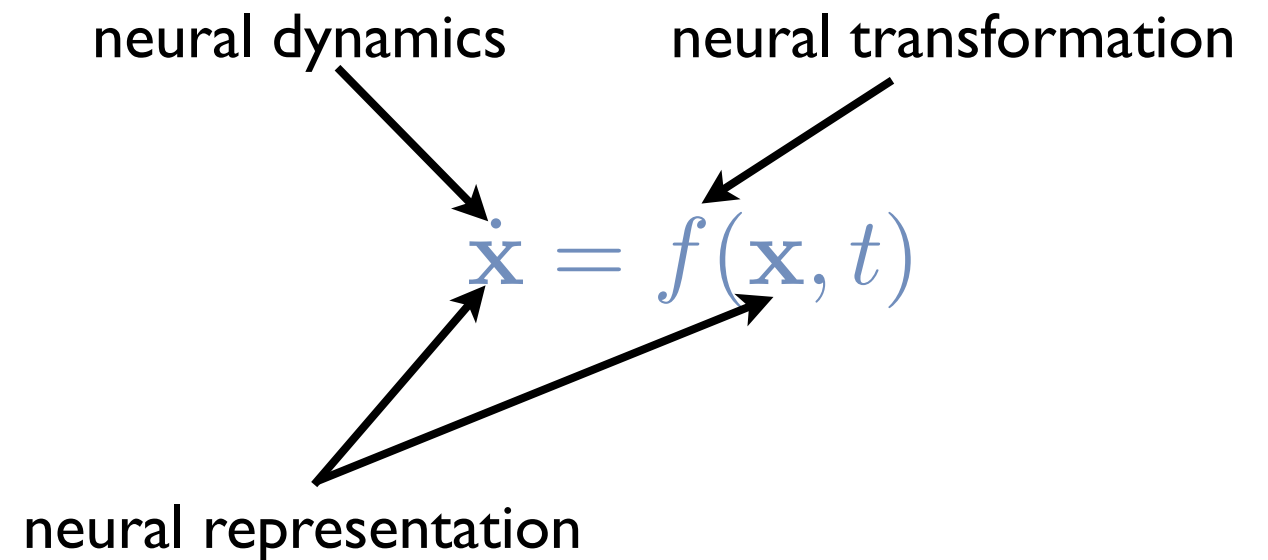 neural dynamics
neural transformation
ẋ = f(x, t)
neural representation